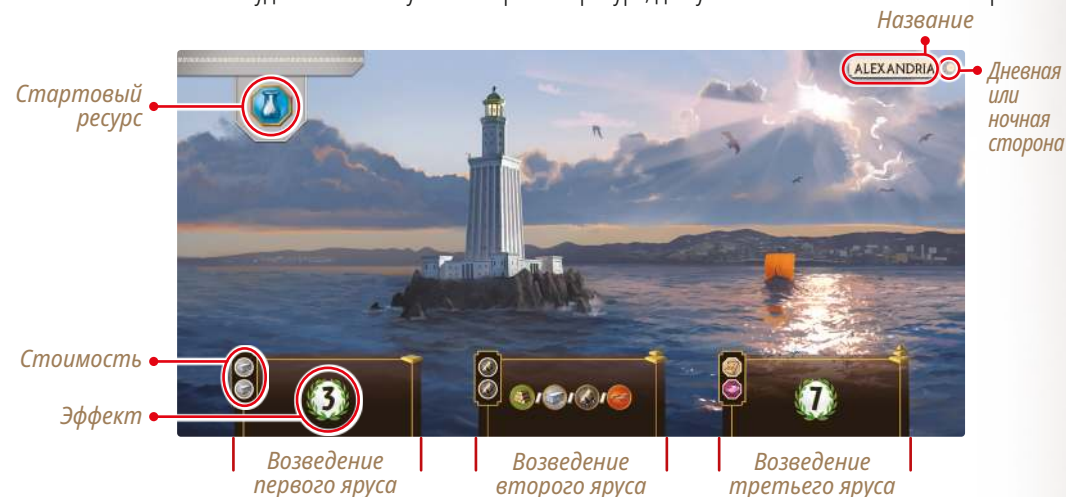 Название
ALEXANDRIA
Дневная
или
ночная
сторона
Стартовый
ресурс
Стоимость
Эффект
3
/ / /
7
Возведение
первого яруса
Возведение
второго яруса
Возведение
третьего яруса